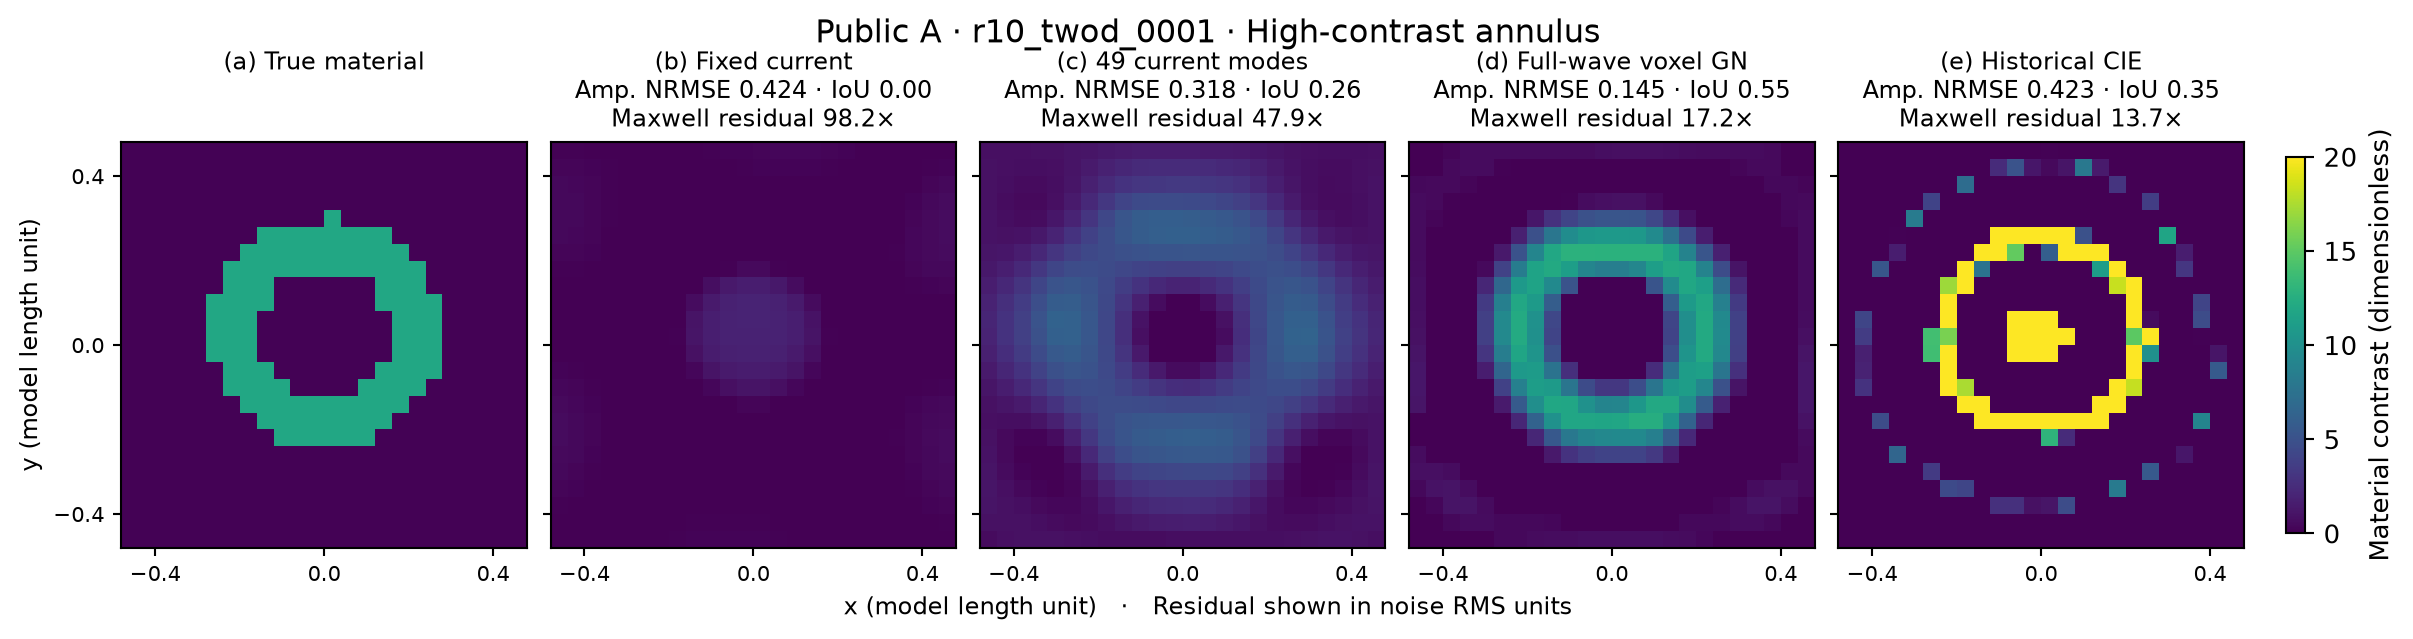 Public A · r10_twod_0001 · High-contrast annulus
(a) True material
(b) Fixed current
Amp. NRMSE 0.424 · IoU 0.00
Maxwell residual 98.2×
(c) 49 current modes
Amp. NRMSE 0.318 · IoU 0.26
Maxwell residual 47.9×
(d) Full-wave voxel GN
Amp. NRMSE 0.145 · IoU 0.55
Maxwell residual 17.2×
(e) Historical CIE
Amp. NRMSE 0.423 · IoU 0.35
Maxwell residual 13.7×
y (model length unit)
0.4
0.0
−0.4
−0.4 0.0 0.4
−0.4 0.0 0.4
−0.4 0.0 0.4
−0.4 0.0 0.4
−0.4 0.0 0.4
x (model length unit) · Residual shown in noise RMS units
20
15
10
5
0
Material contrast (dimensionless)